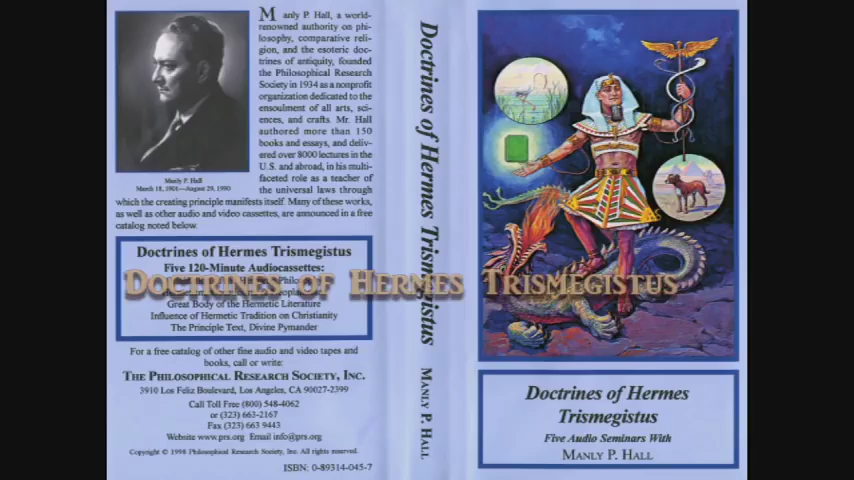 Manly P. Hall, a world-
renowned authority on phi-
losophy, comparative reli-
gion, and the esoteric doc-
trines of antiquity, founded
the Philosophical Research
Society in 1934 as a nonprofit
organization dedicated to the
ensoulment of all arts, sci-
ences, and crafts. Mr. Hall
authored more than 150
books and essays, and deliv-
ered over 8000 lectures in the
U.S. and abroad, in his multi-
faceted role as a teacher of
the universal laws through
which the creating principle manifests itself. Many of these works,
as well as other audio and video cassettes, are announced in a free
catalog noted below.
Manly P. Hall
March 18, 1901—August 29, 1990
Doctrines of Hermes Trismegistus
Five 120-Minute Audiocassettes:
Great Body of the Hermetic Literature
Influence of Hermetic Tradition on Christianity
The Principle Text, Divine Pymander
For a free catalog of other fine audio and video tapes and
books, call or write:
THE PHILOSOPHICAL RESEARCH SOCIETY, INC.
3910 Los Feliz Boulevard, Los Angeles, CA 90027-2399
Call Toll Free (800) 548-4062
or (323) 663-2167
Fax (323) 663 9443
Website www.prs.org Email info@prs.org
Copyright © 1998 Philosophical Research Society, Inc. All rights reserved.
ISBN: 0-89314-045-7
Doctrines of Hermes Trismegistus MANLY P. HALL
DOCTRINES OF HERMES TRISMEGISTUS
Doctrines of Hermes
Trismegistus
Five Audio Seminars With
MANLY P. HALL